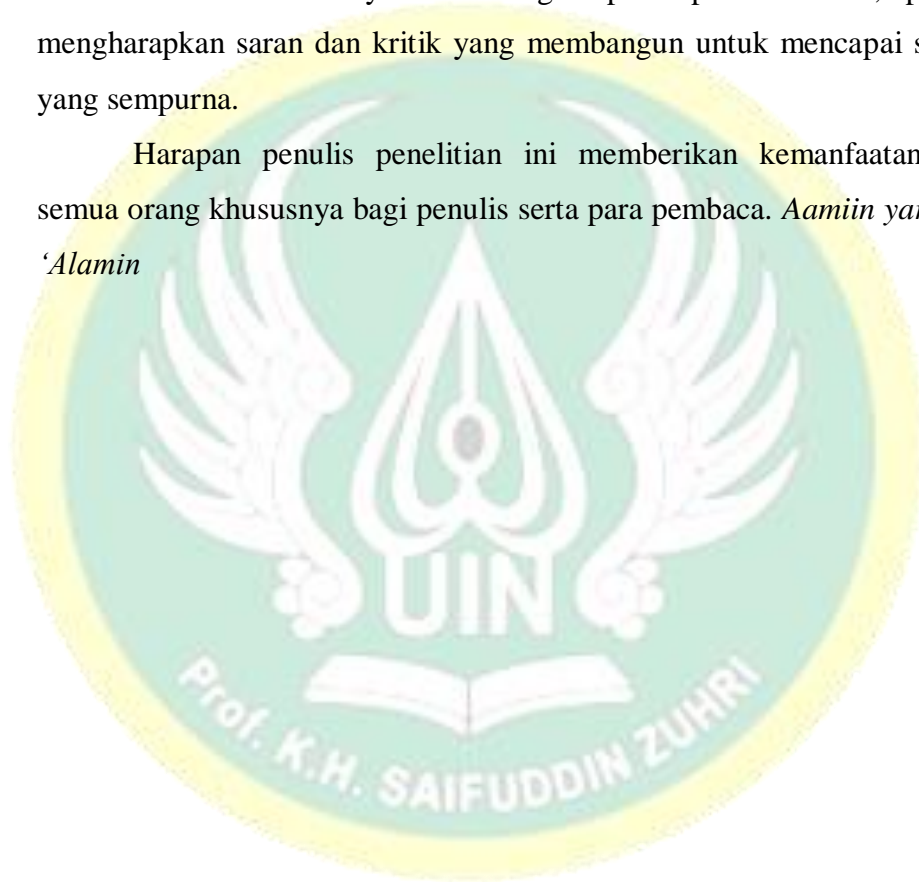 mengharapkan saran dan kritik yang membangun untuk mencapai
yang sempurna.
Harapan penulis penelitian ini memberikan kemanfaatan
semua orang khususnya bagi penulis serta para pembaca. Aamiin
‘Alamin
UIN
Prof. K.H. SAIFUDDIN ZUHRI